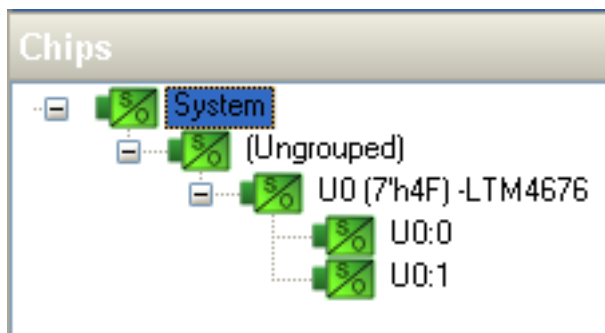 Chips
S/O System
S/O (Ungrouped)
S/O U0 (7'h4F) -LTM4676
S/O U0:0
S/O U0:1